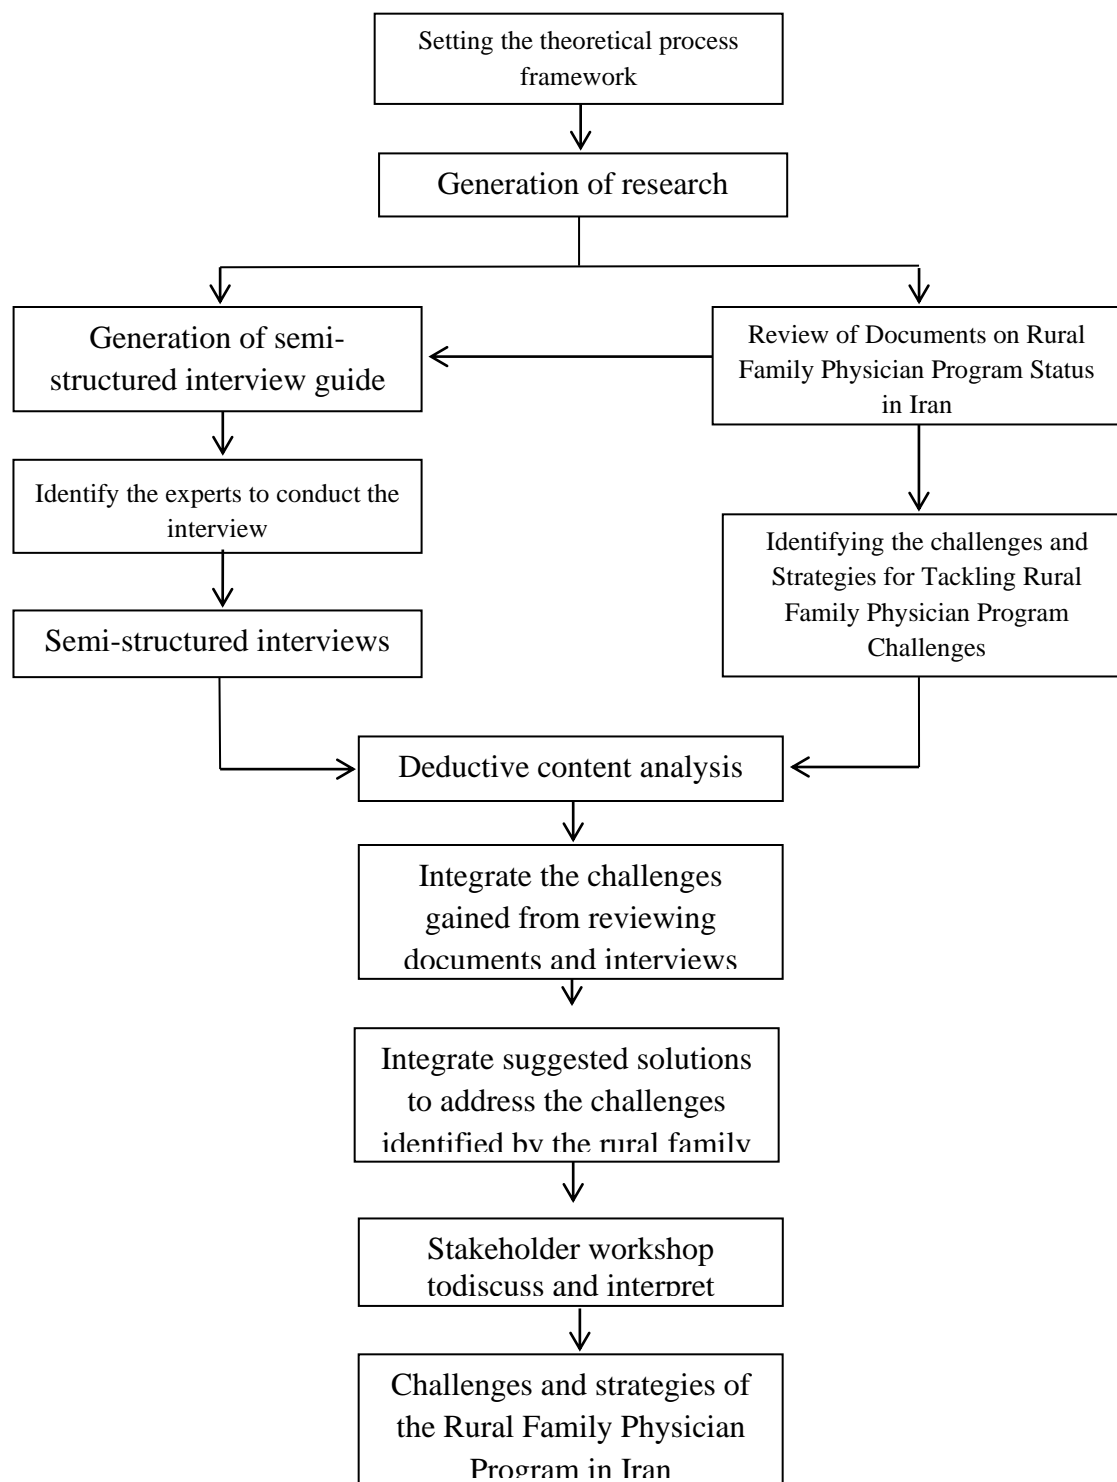 Setting the theoretical process
framework
Generation of research
Generation of semi-
structured interview guide
Review of Documents on Rural
Family Physician Program Status
in Iran
Identify the experts to conduct the
interview
Identifying the challenges and
Strategies for Tackling Rural
Family Physician Program
Challenges
Semi-structured interviews
Deductive content analysis
Integrate the challenges
gained from reviewing
documents and interviews
Integrate suggested solutions
to address the challenges
identified by the rural family
Stakeholder workshop
todiscuss and interpret
Challenges and strategies of
the Rural Family Physician
Program in Iran